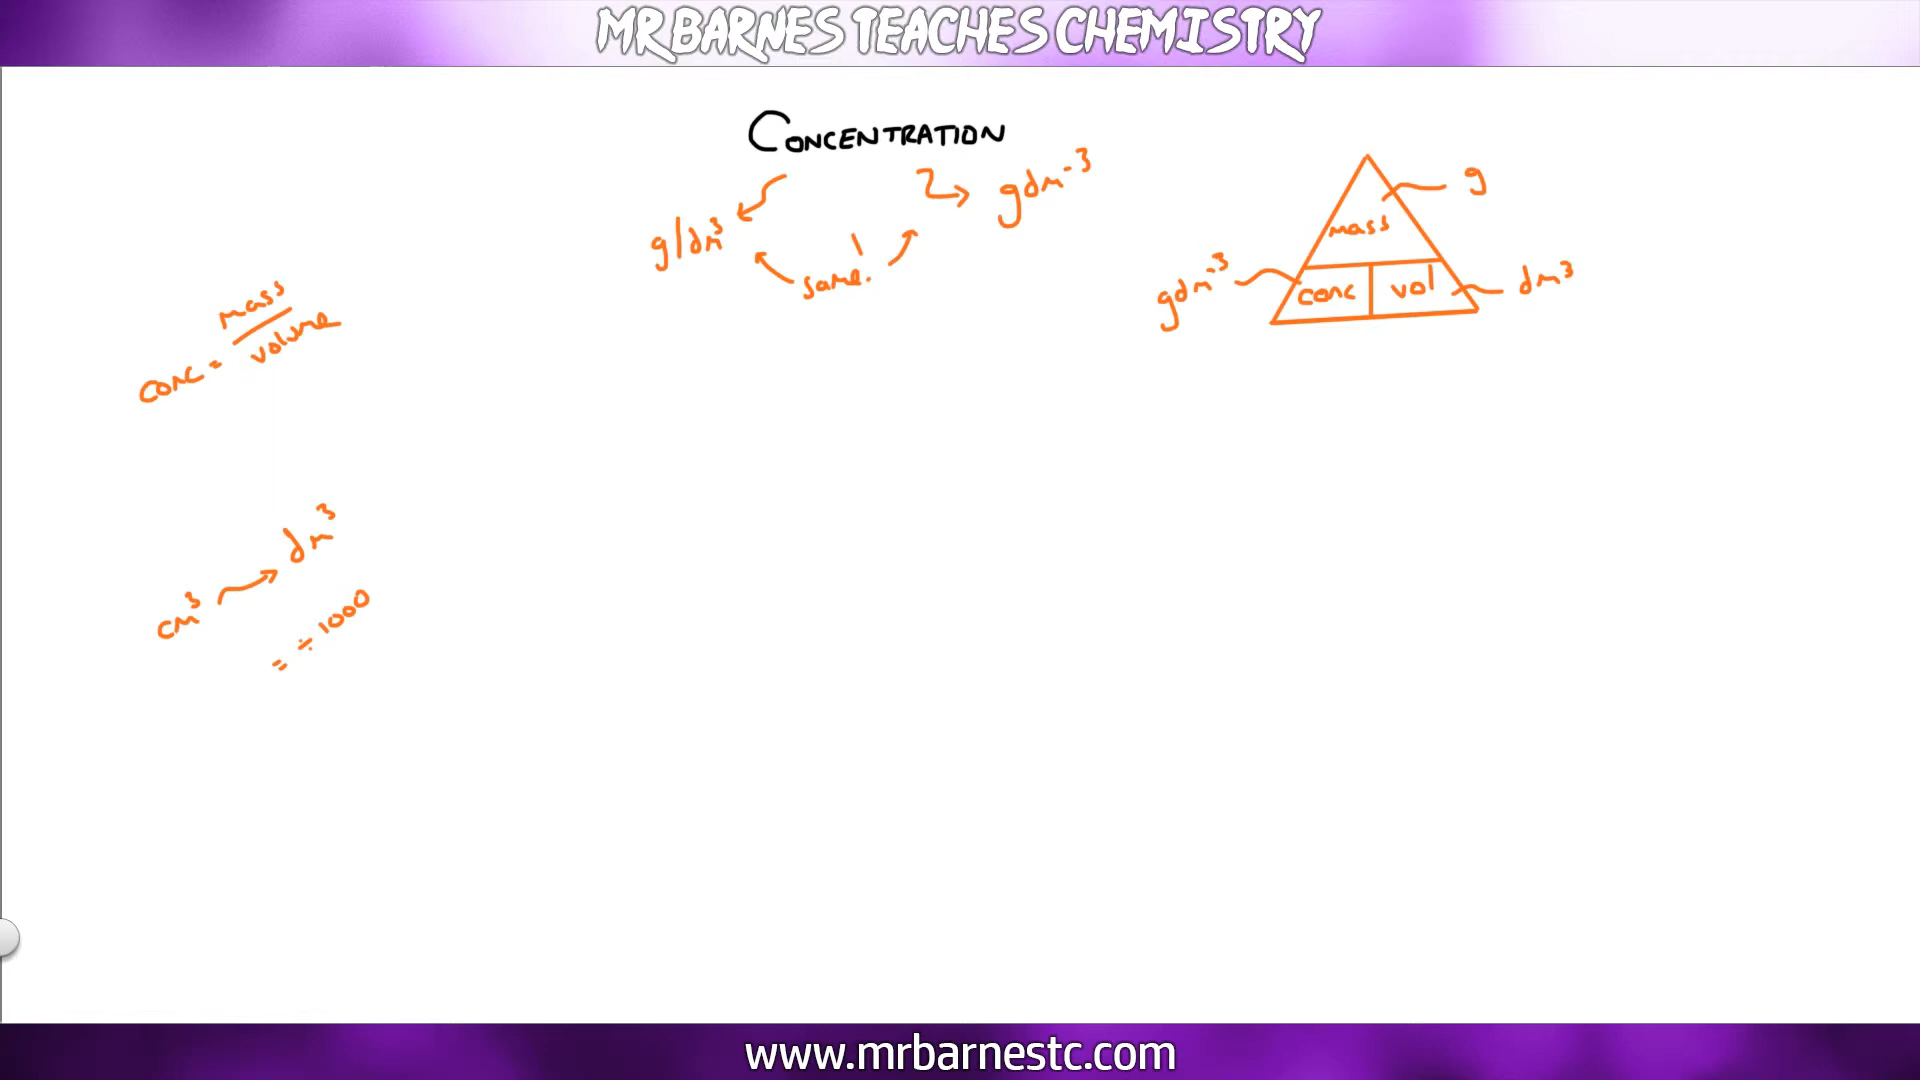 MR BARNES TEACHES CHEMISTRY
CONCENTRATION
g/dm³
gdm⁻³
same!
mass
g
conc
gdm⁻³
vol
dm³
conc = mass/volume
cm³ → dm³
= ÷ 1000
www.mrbarnestc.com